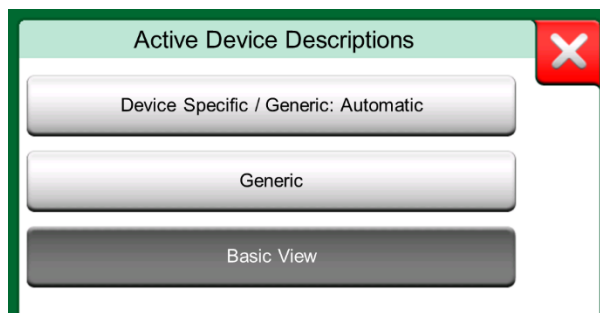 Active Device Descriptions
Device Specific / Generic: Automatic
Generic
Basic View